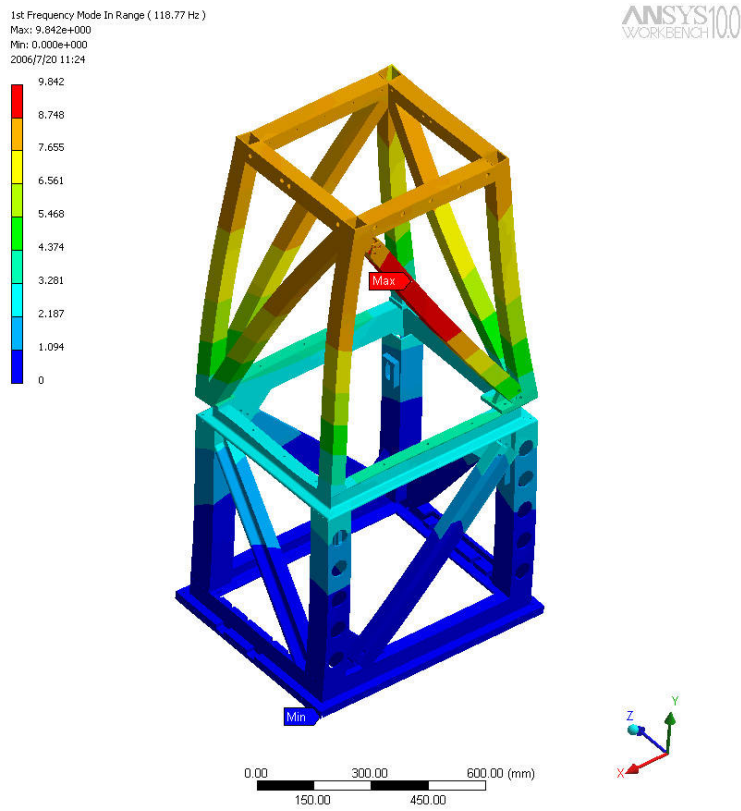 1st Frequency Mode In Range ( 118.77 Hz )
Max: 9.842e+000
Min: 0.000e+000
2006/7/20 11:24
ANSYS 10.0
WORKBENCH
9.842
8.748
7.655
6.561
5.468
4.374
3.281
2.187
1.094
0
Max
Min
Y
Z
X
0.00 300.00 600.00 (mm)
150.00 450.00